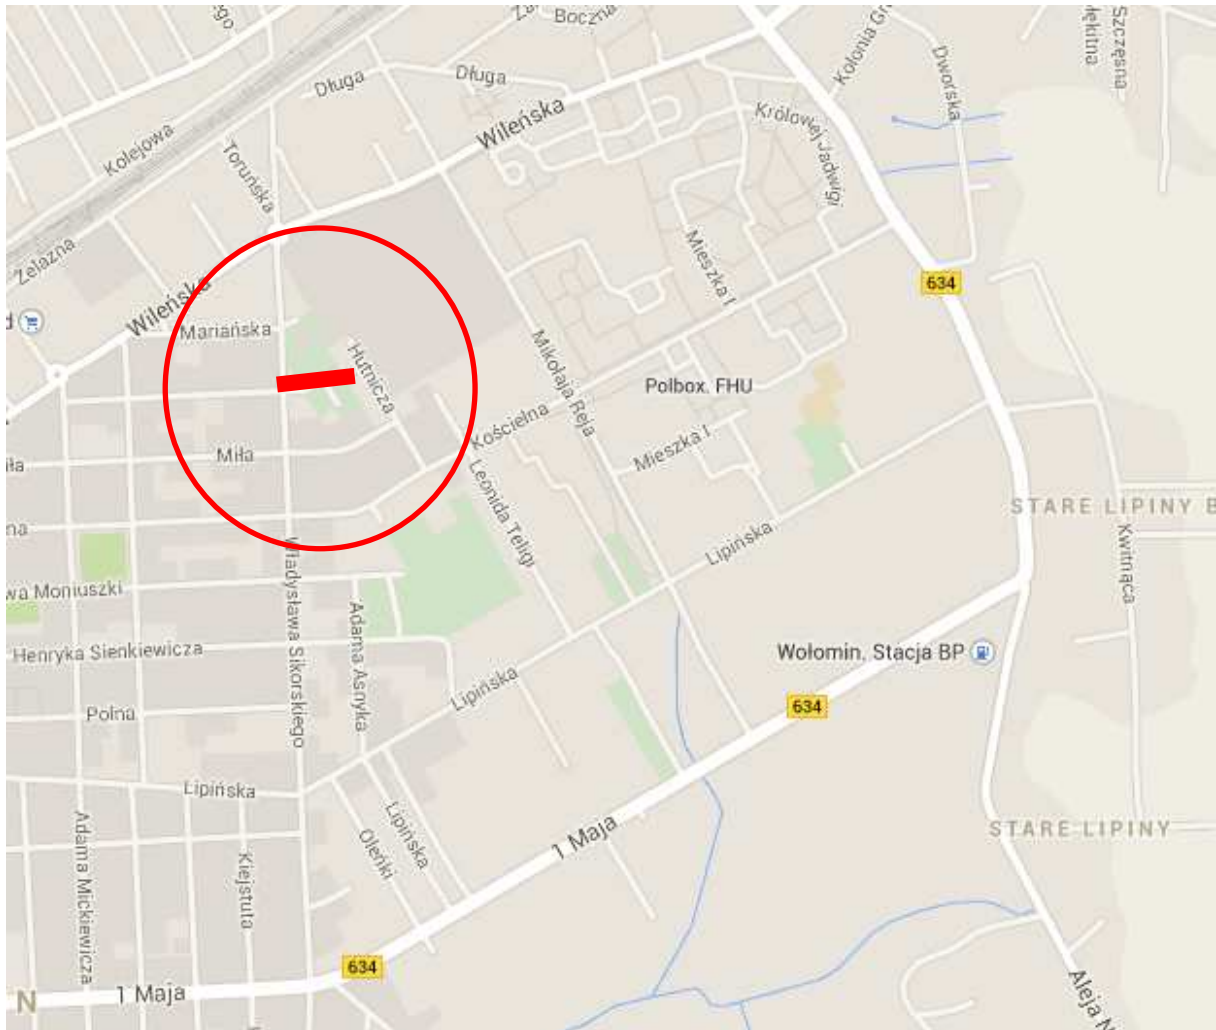 Boczna
Szczęsna
Długa
Długa
Kolonia
Dworska
Wileńska
Kolejowa
Królowej Jadwigi
Toruńska
Żelazna
Mieszka I
634
Wileńska
Mariańska
Hutnicza
Mikołaja Reja
Polbox. FHU
Kościelna
Miła
Mieszka I
Leonida Teligi
STARE LIPINY B
Lipińska
Kwitnąca
Władysława Sikorskiego
wa Moniuszki
Adama Asnyka
Henryka Sienkiewicza
Wołomin, Stacja BP
Lipińska
634
Polna
Lipińska
Lipińska
1 Maja
STARE LIPINY
Oleńki
Adama Mickiewicza
Kiejstuta
634
1 Maja
N
Aleja